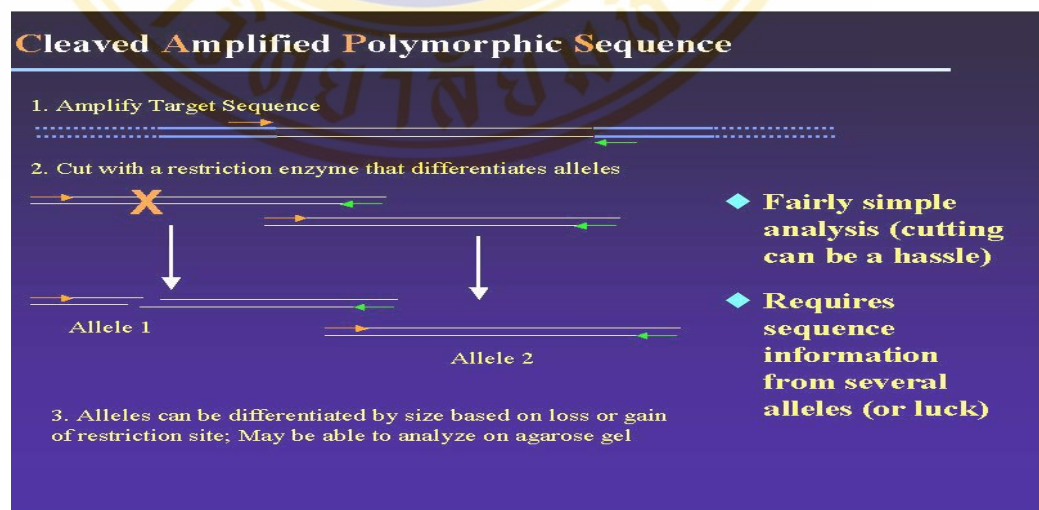 Cleaved Amplified Polymorphic Sequence
1. Amplify Target Sequence
2. Cut with a restriction enzyme that differentiates alleles
X
Allele 1
Allele 2
3. Alleles can be differentiated by size based on loss or gain
of restriction site; May be able to analyze on agarose gel
Fairly simple
analysis (cutting
can be a hassle)
Requires
sequence
information
from several
alleles (or luck)